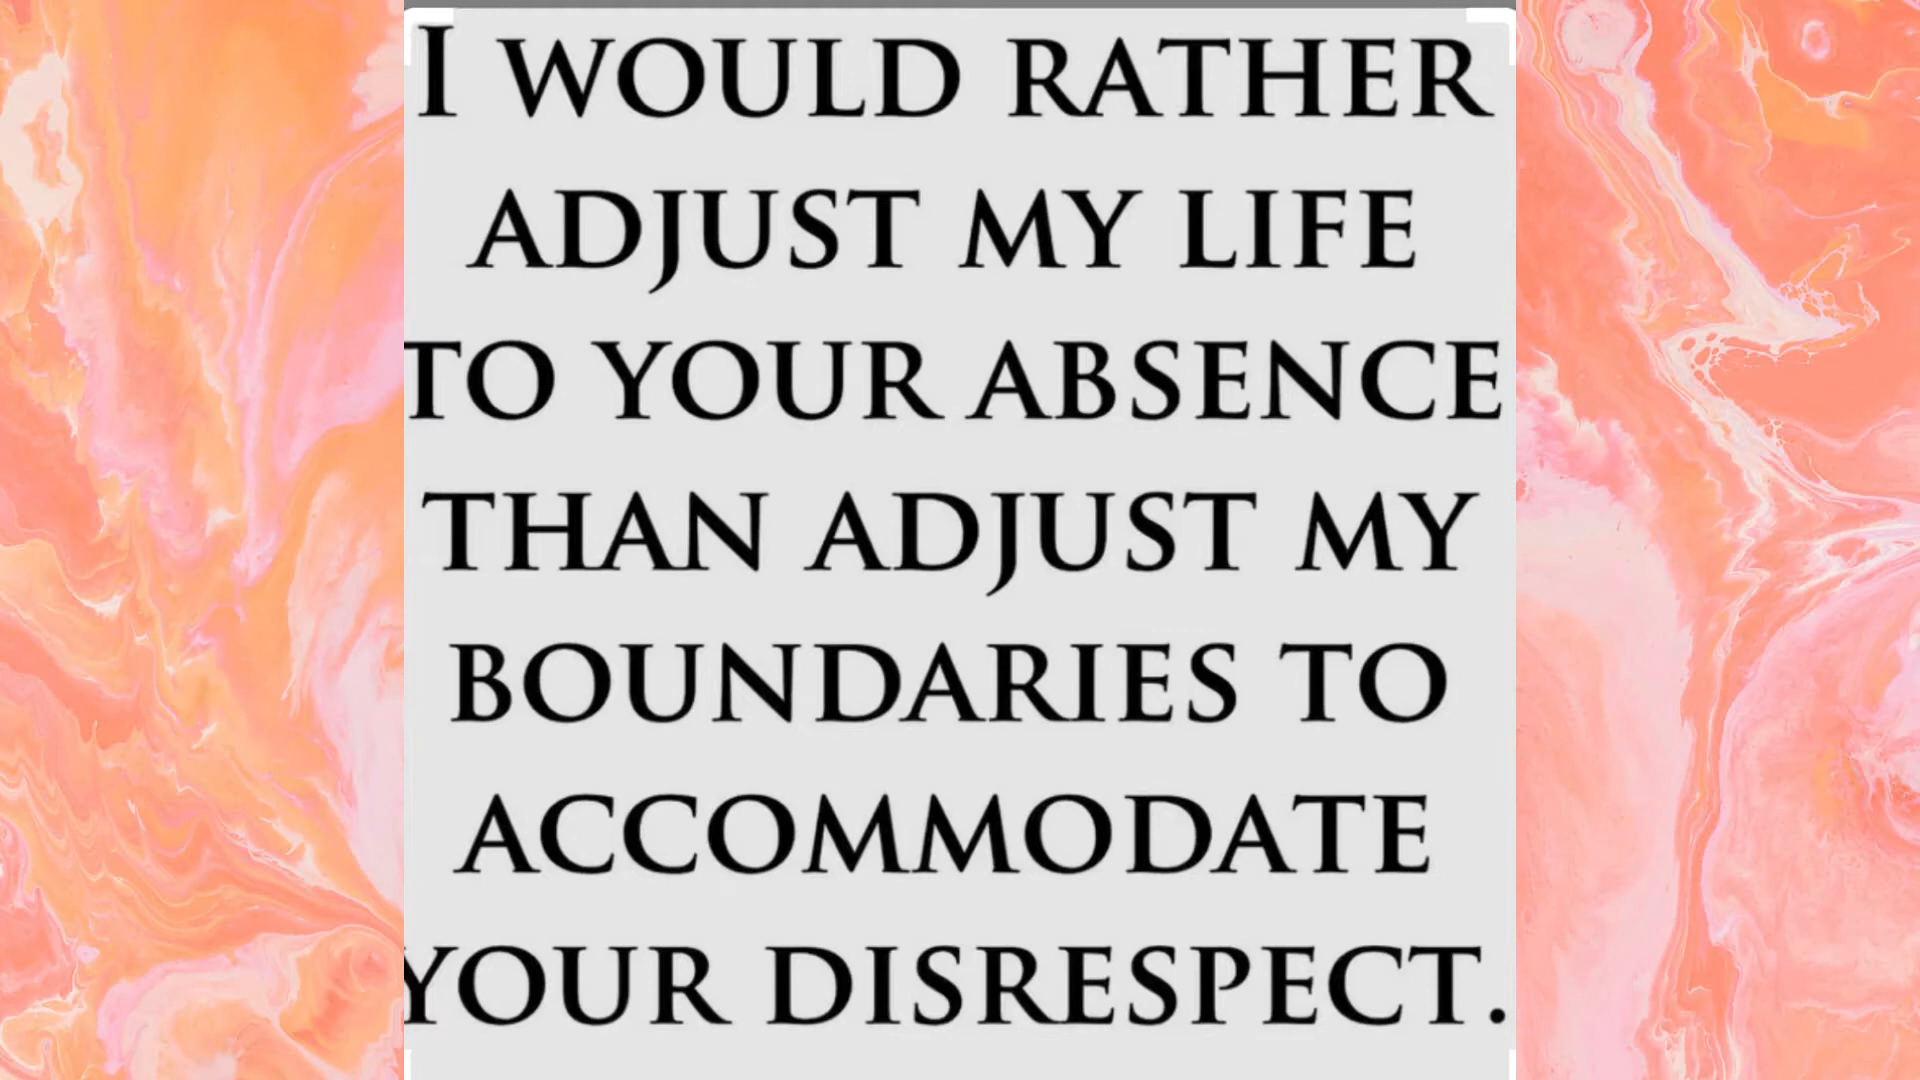 I WOULD RATHER
ADJUST MY LIFE
TO YOUR ABSENCE
THAN ADJUST MY
BOUNDARIES TO
ACCOMMODATE
YOUR DISRESPECT.